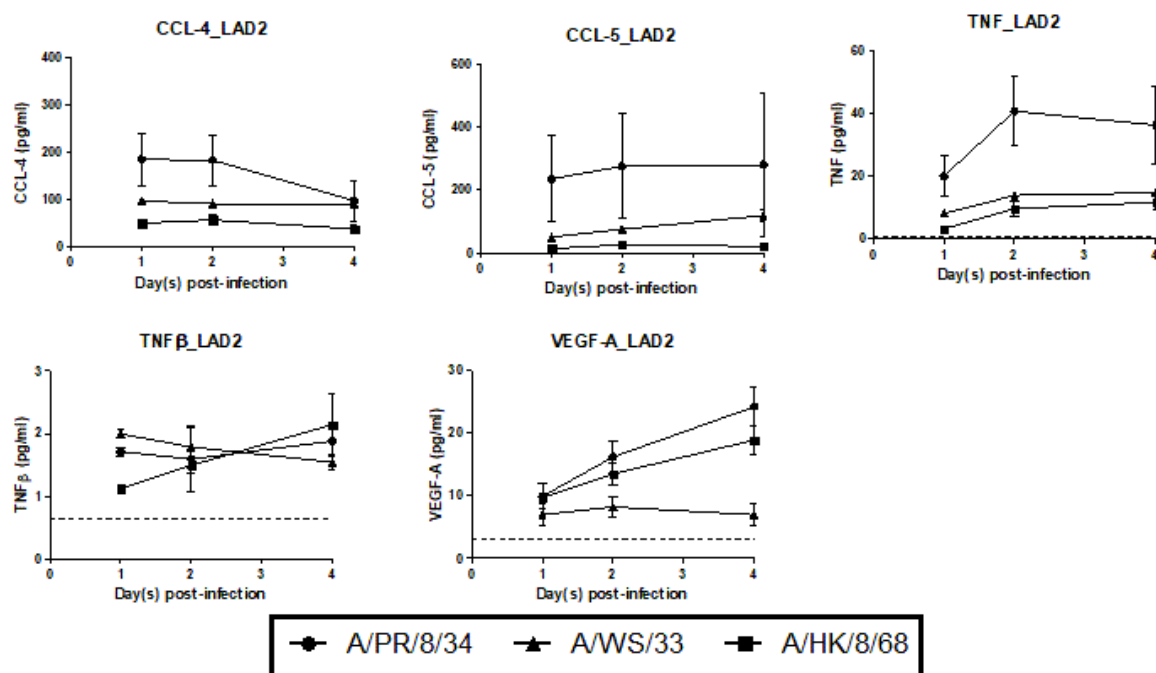 CCL-4_LAD2
CCL-4 (pg/ml)
400
300
200
100
0
0 1 2 3 4
Day(s) post-infection
CCL-5_LAD2
CCL-5 (pg/ml)
600
400
200
0
0 1 2 3 4
Day(s) post-infection
TNF_LAD2
TNF (pg/ml)
60
40
20
0
0 1 2 3 4
Day(s) post-infection
TNFβ_LAD2
TNFβ (pg/ml)
3
2
1
0
0 1 2 3 4
Day(s) post-infection
VEGF-A_LAD2
VEGF-A (pg/ml)
30
20
10
0
0 1 2 3 4
Day(s) post-infection
A/PR/8/34 A/WS/33 A/HK/8/68